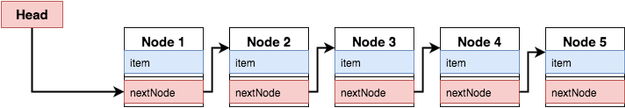 Head
Node 1
item
nextNode
Node 2
item
nextNode
Node 3
item
nextNode
Node 4
item
nextNode
Node 5
item
nextNode